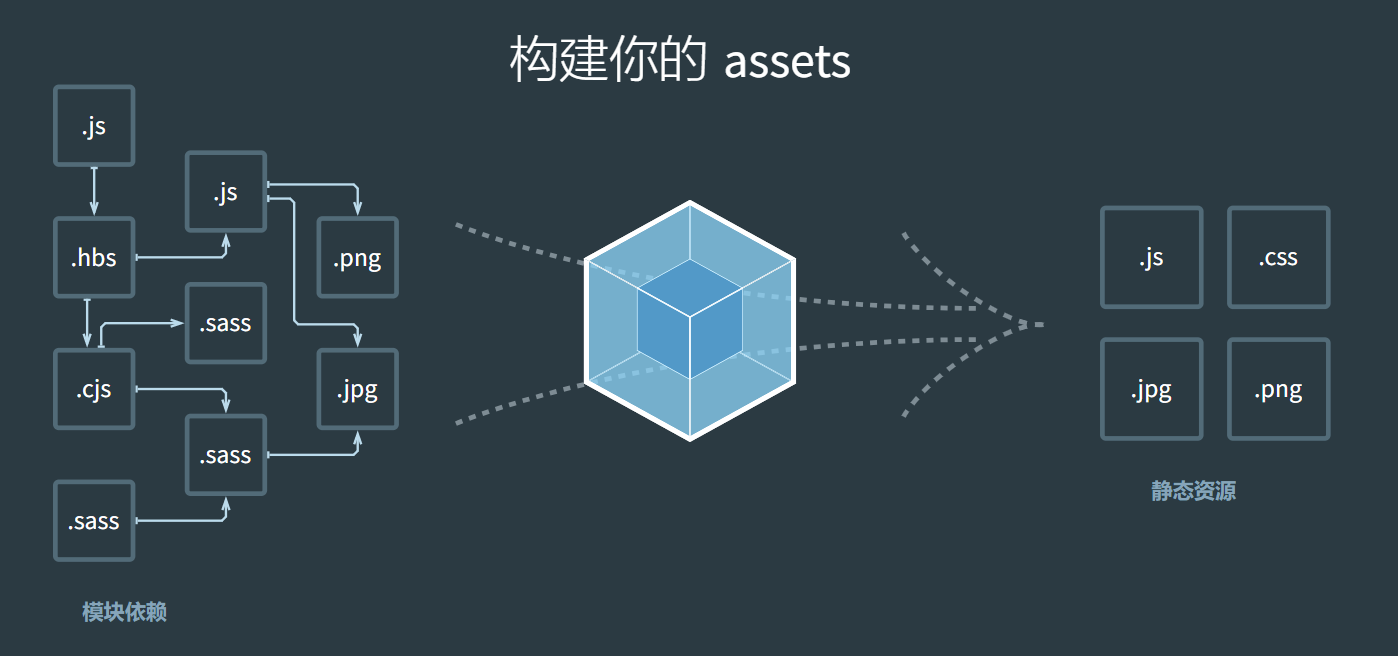 构建你的 assets
.js
.js
.hbs
.png
.sass
.cjs
.jpg
.sass
.sass
模块依赖
.js
.css
.jpg
.png
静态资源